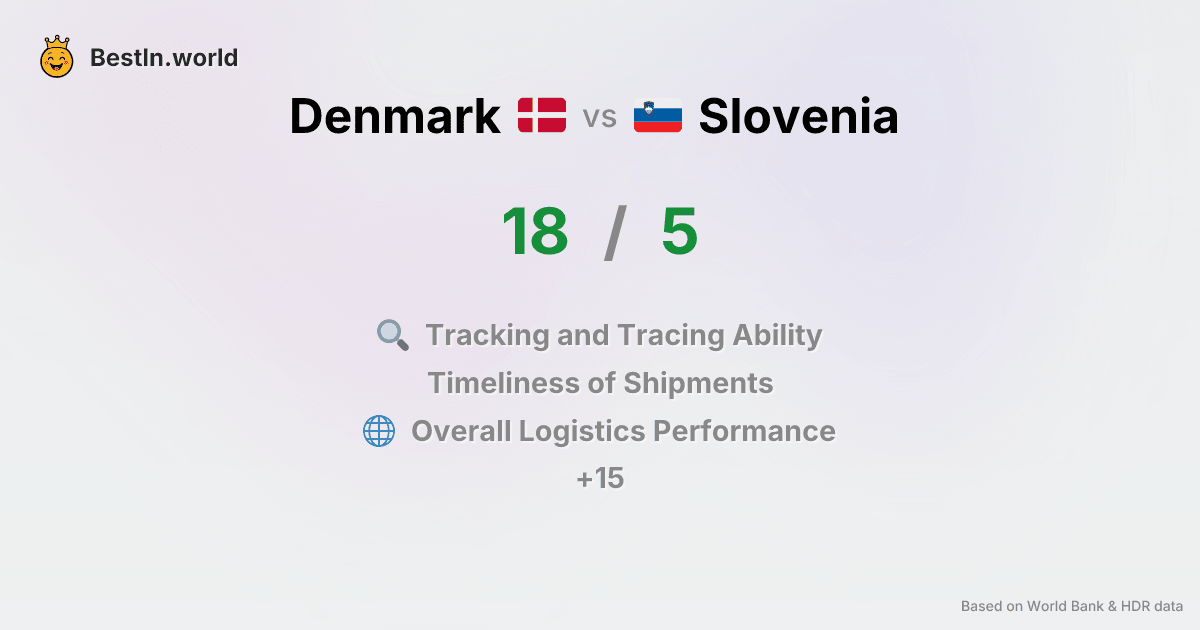 BestIn.world
Denmark vs Slovenia
18 / 5
Tracking and Tracing Ability
Timeliness of Shipments
Overall Logistics Performance
+15
Based on World Bank & HDR data